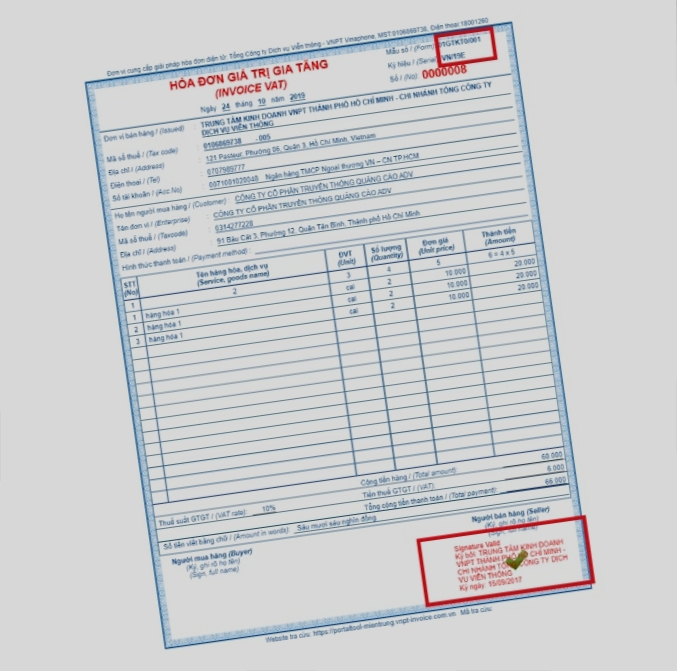 Đơn vị cung cấp giải pháp hóa đơn điện tử: Tổng Công ty Dịch vụ Viễn thông - VNPT Vinaphone, MST:0106869738, Điện thoại:18001260
HÓA ĐƠN GIÁ TRỊ GIA TĂNG
(INVOICE VAT)
Ngày 24 tháng 10 năm 2019
Mẫu số / (Form) 01GTKT0/001
Ký hiệu / (Serial) VN/19E
Số / (No) 0000008
Đơn vị bán hàng / (Issued) : TRUNG TÂM KINH DOANH VNPT THÀNH PHỐ HỒ CHÍ MINH - CHI NHÁNH TỔNG CÔNG TY
DỊCH VỤ VIỄN THÔNG
Mã số thuế / (Tax code) : 0106869738 -005
Địa chỉ / (Address) : 121 Pasteur, Phường 06, Quận 3, Hồ Chí Minh, Vietnam
Điện thoại / (Tel) : 0707989777
Số tài khoản / (Acc No) : Ngân hàng TMCP Ngoại thương VN – CN TP.HCM
Họ tên người mua hàng / (Customer) : CÔNG TY CỔ PHẦN TRUYỀN THÔNG QUẢNG CÁO ADV
Tên đơn vị / (Enterprise) : CÔNG TY CỔ PHẦN TRUYỀN THÔNG QUẢNG CÁO ADV
Mã số thuế / (Taxcode) : 0314277228
Địa chỉ / (Address) : 91 Bàu Cát 3, Phường 12, Quận Tân Bình, Thành phố Hồ Chí Minh
Hình thức thanh toán / (Payment method) :
STT Tên hàng hóa, dịch vụ ĐVT Số lượng Đơn giá Thành tiền
(No) (Service, goods name) (Unit) (Quantity) (Unit price) (Amount)
1 2 3 4 5 6 = 4 x 5
1 hàng hóa 1 cai 2 10.000 20.000
2 hàng hóa 1 cai 2 10.000 20.000
3 hàng hóa 1 cai 2 10.000 20.000
Cộng tiền hàng / (Total amount): 60.000
Thuế suất GTGT / (VAT rate): 10% Tiền thuế GTGT / (VAT): 6.000
Tổng cộng tiền thanh toán / (Total payment): 66.000
Số tiền viết bằng chữ / (Amount in words): Sáu mươi sáu nghìn đồng
Người mua hàng (Buyer)
(Ký, ghi rõ họ tên)
(Sign, full name)
Người bán hàng (Seller)
(Ký, ghi rõ họ tên)
(Sign, full name)
Signature Valid
Ký bởi: TRUNG TÂM KINH DOANH
VNPT THÀNH PHỐ CHÍ MINH -
CHI NHÁNH CÔNG TY DỊCH
VỤ VIỄN THÔNG
Ký ngày: 15/09/2017
Website tra cứu: https://portaltool-mientrung.vnpt-invoice.com.vn Mã tra cứu: